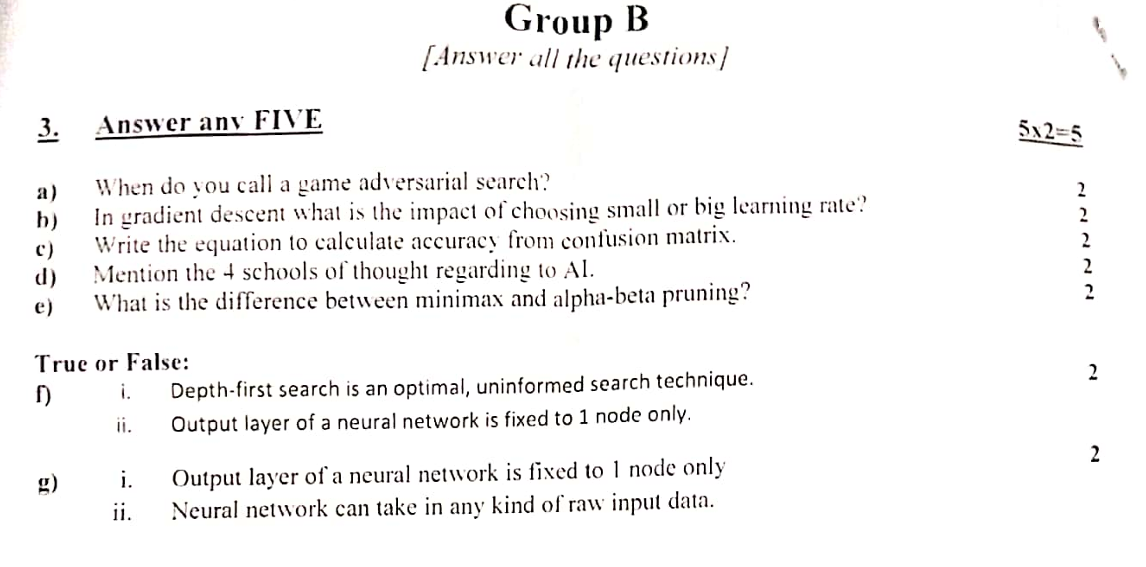 Group B
[Answer all the questions]
3. Answer any FIVE 5x2=5
a) When do you call a game adversarial search? 2
b) In gradient descent what is the impact of choosing small or big learning rate? 2
c) Write the equation to calculate accuracy from confusion matrix. 2
d) Mention the 4 schools of thought regarding to AI. 2
e) What is the difference between minimax and alpha-beta pruning? 2
True or False:
f) i. Depth-first search is an optimal, uninformed search technique. 2
ii. Output layer of a neural network is fixed to 1 node only.
g) i. Output layer of a neural network is fixed to 1 node only 2
ii. Neural network can take in any kind of raw input data.